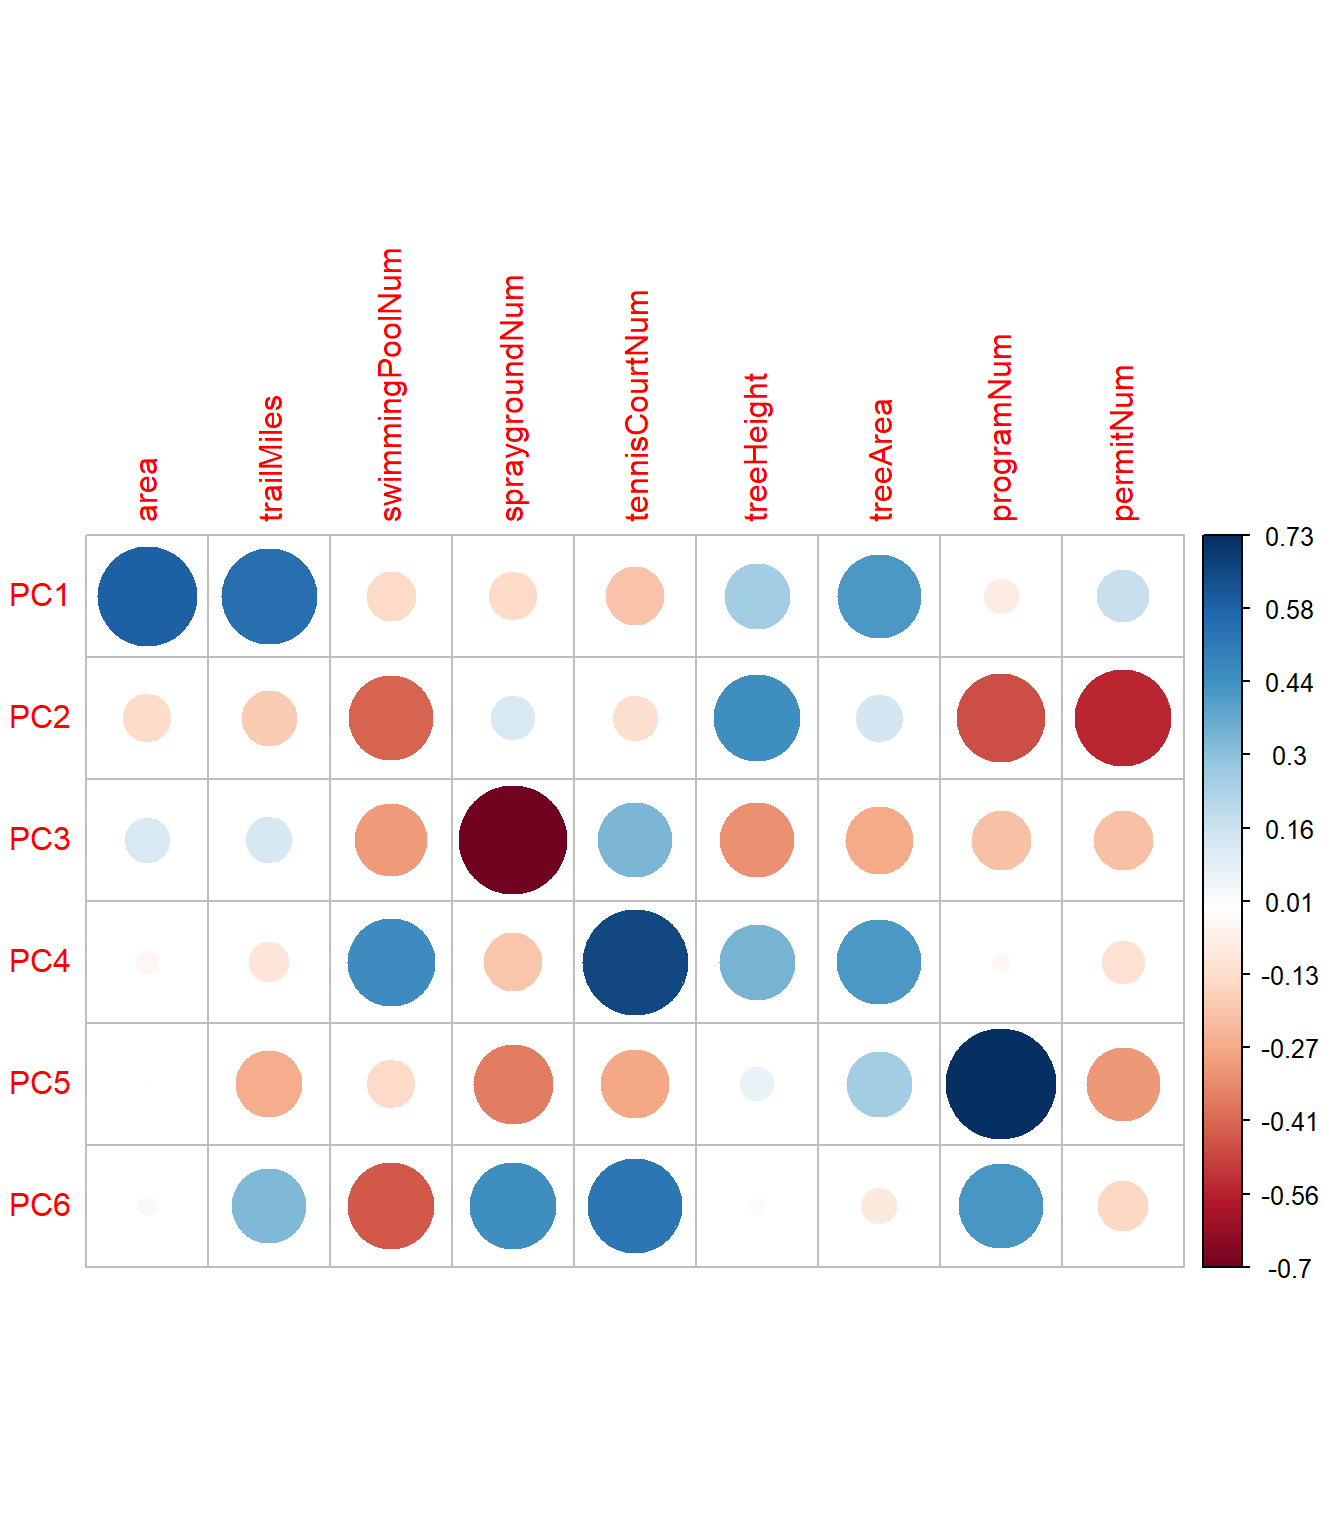 area
trailMiles
swimmingPoolNum
spraygroundNum
tennisCourtNum
treeHeight
treeArea
programNum
permitNum
PC1
PC2
PC3
PC4
PC5
PC6
0.73
0.58
0.44
0.3
0.16
0.01
-0.13
-0.27
-0.41
-0.56
-0.7